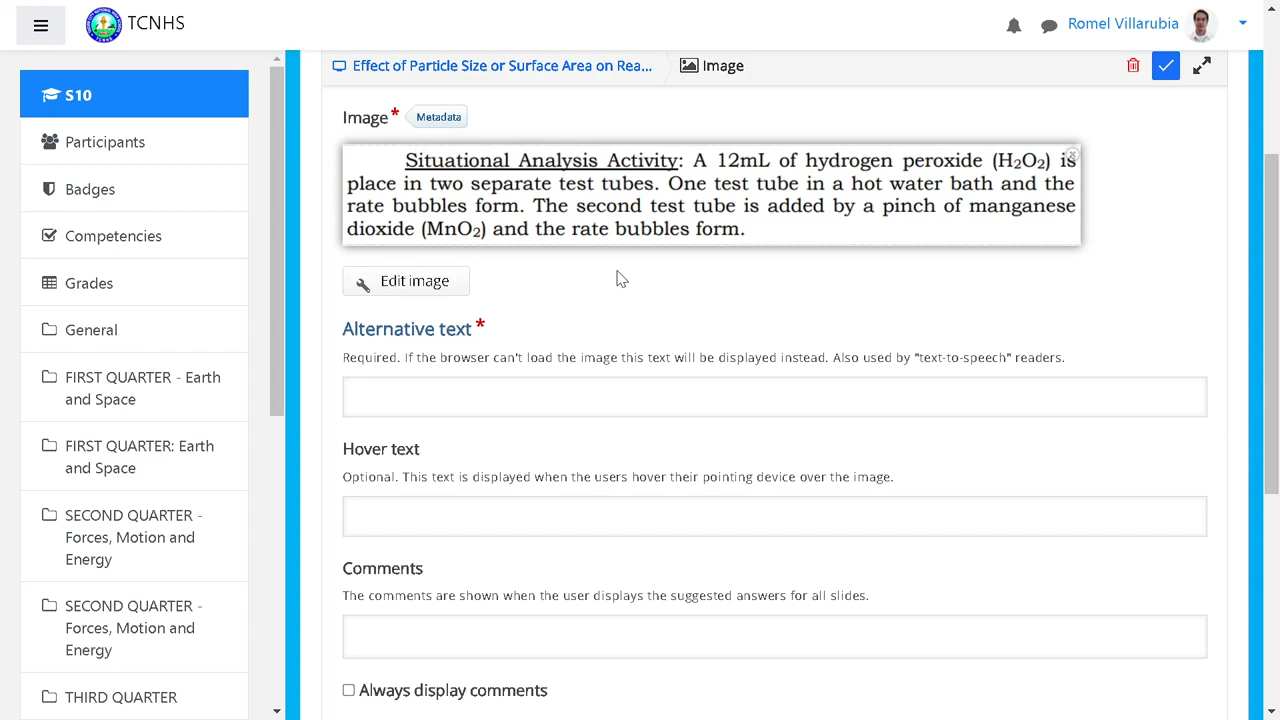 TCNHS
Romel Villarubia
S10
Participants
Badges
Competencies
Grades
General
FIRST QUARTER - Earth
and Space
FIRST QUARTER: Earth
and Space
SECOND QUARTER -
Forces, Motion and
Energy
SECOND QUARTER -
Forces, Motion and
Energy
THIRD QUARTER
Effect of Particle Size or Surface Area on Rea...
Image
Image * Metadata
Situational Analysis Activity: A 12mL of hydrogen peroxide (H₂O₂) is
place in two separate test tubes. One test tube in a hot water bath and the
rate bubbles form. The second test tube is added by a pinch of manganese
dioxide (MnO₂) and the rate bubbles form.
Edit image
Alternative text *
Required. If the browser can't load the image this text will be displayed instead. Also used by "text-to-speech" readers.
Hover text
Optional. This text is displayed when the users hover their pointing device over the image.
Comments
The comments are shown when the user displays the suggested answers for all slides.
Always display comments